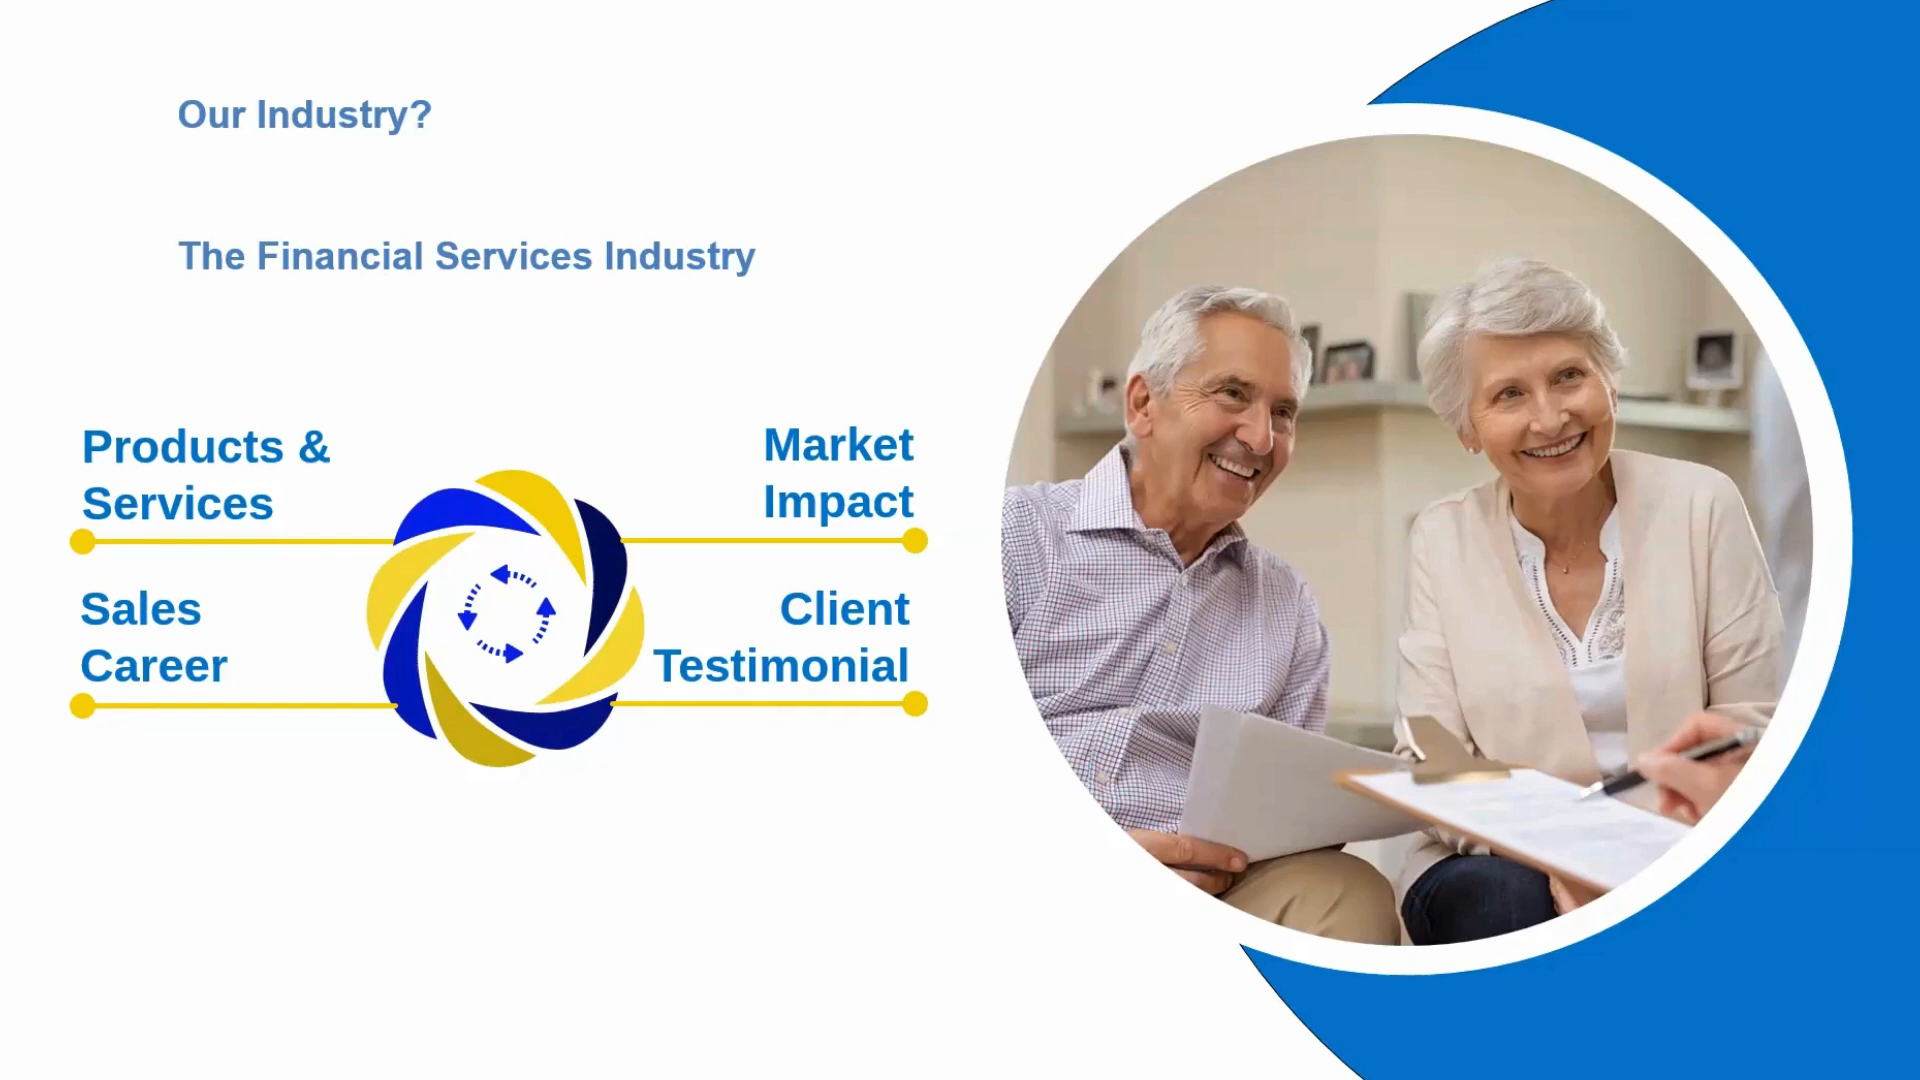 Our Industry?
The Financial Services Industry
Products &
Services
Market
Impact
Sales
Career
Client
Testimonial